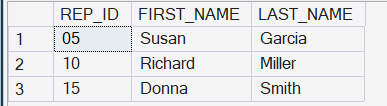 REP_ID FIRST_NAME LAST_NAME
1 05 Susan Garcia
2 10 Richard Miller
3 15 Donna Smith